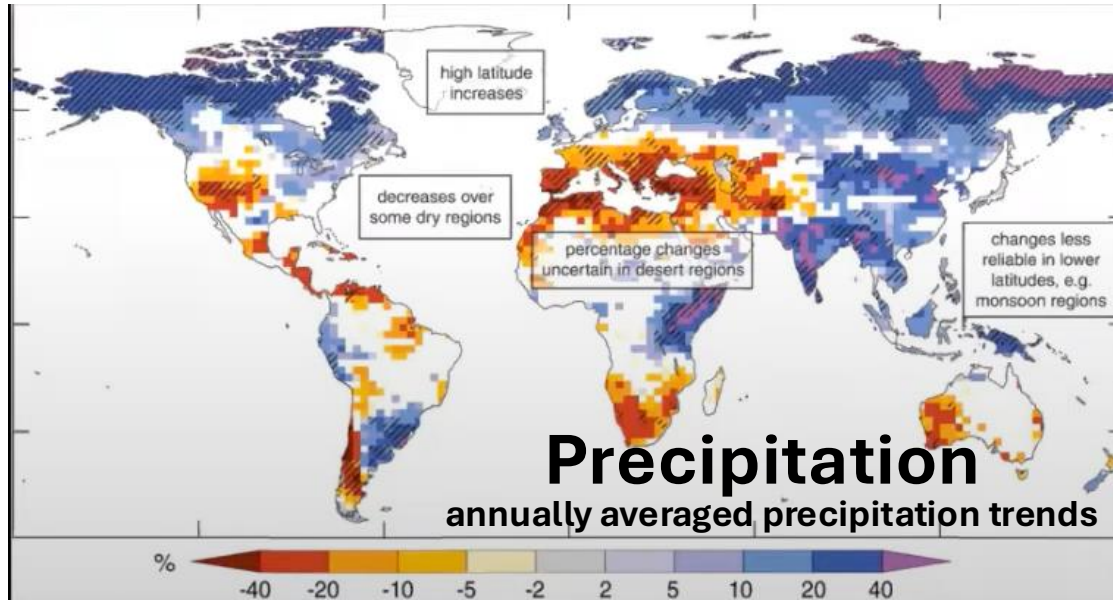 high latitude
increases
decreases over
some dry regions
percentage changes
uncertain in desert regions
changes less
reliable in lower
latitudes, e.g.
monsoon regions
Precipitation
annually averaged precipitation trends
%
-40 -20 -10 -5 -2 2 5 10 20 40